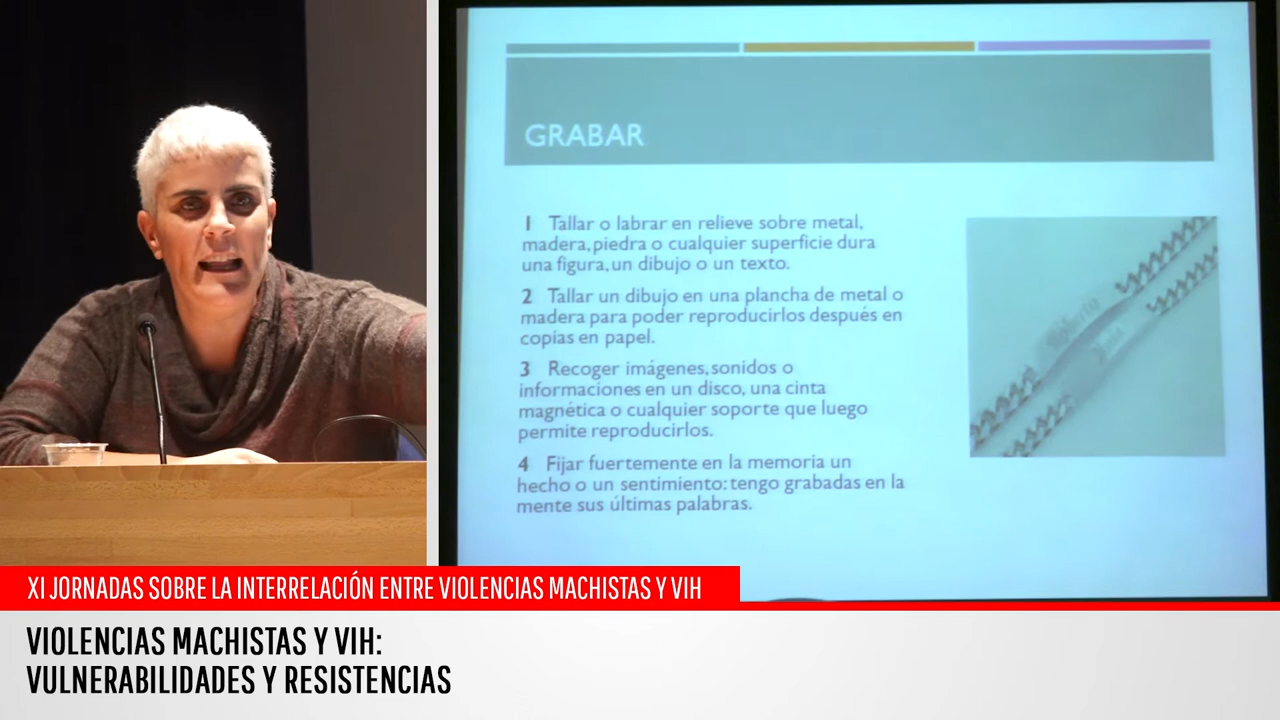 GRABAR
1 Tallar o labrar en relieve sobre metal,
madera, piedra o cualquier superficie dura
una figura, un dibujo o un texto.
2 Tallar un dibujo en una plancha de metal o
madera para poder reproducirlos después en
copias en papel.
3 Recoger imágenes, sonidos o
informaciones en un disco, una cinta
magnética o cualquier soporte que luego
permite reproducirlos.
4 Fijar fuertemente en la memoria un
hecho o un sentimiento: tengo grabadas en la
mente sus últimas palabras.
XI JORNADAS SOBRE LA INTERRELACIÓN ENTRE VIOLENCIAS MACHISTAS Y VIH
VIOLENCIAS MACHISTAS Y VIH:
VULNERABILIDADES Y RESISTENCIAS